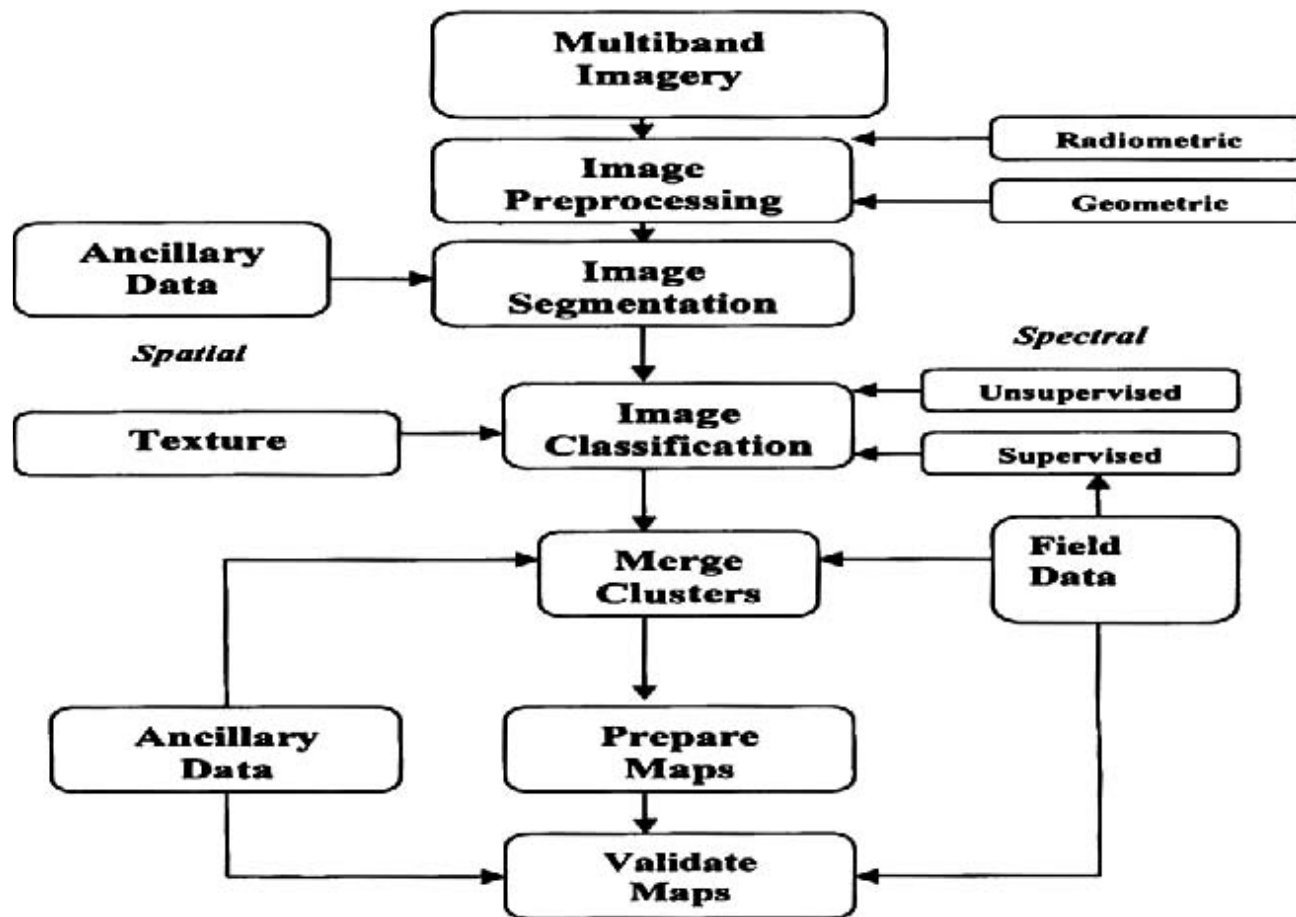 Multiband
Imagery
Image
Preprocessing
Radiometric
Geometric
Ancillary
Data
Image
Segmentation
Spatial
Spectral
Texture
Image
Classification
Unsupervised
Supervised
Merge
Clusters
Field
Data
Ancillary
Data
Prepare
Maps
Validate
Maps